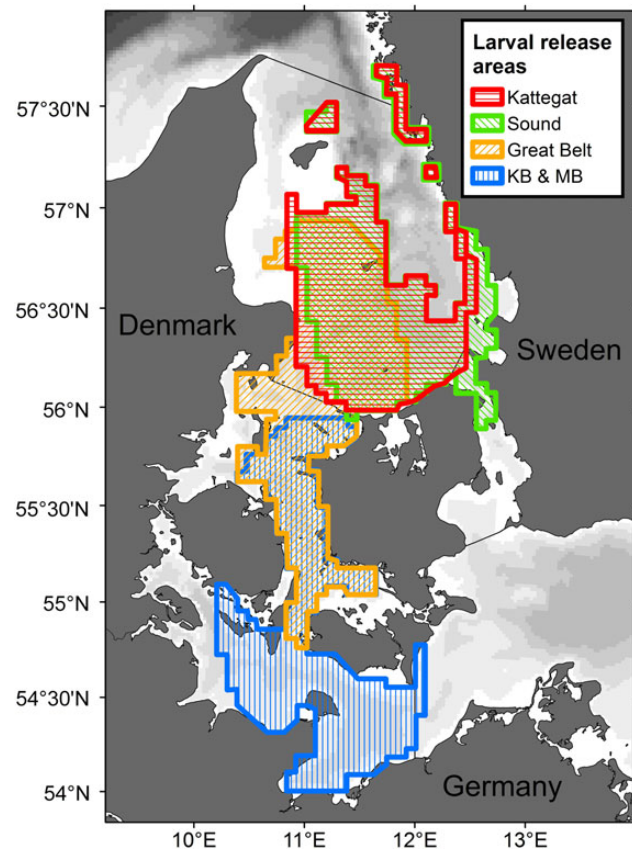 Larval release
areas
Kattegat
Sound
Great Belt
KB & MB
57°30'N
57°N
56°30'N
56°N
55°30'N
55°N
54°30'N
54°N
Denmark
Sweden
Germany
10°E 11°E 12°E 13°E